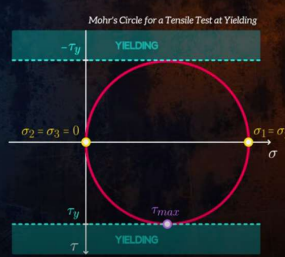 Mohr's Circle for a Tensile Test at Yielding
-τy YIELDING
σ2 = σ3 = 0
σ1 = σ
σ
τy
τmax
τ
YIELDING